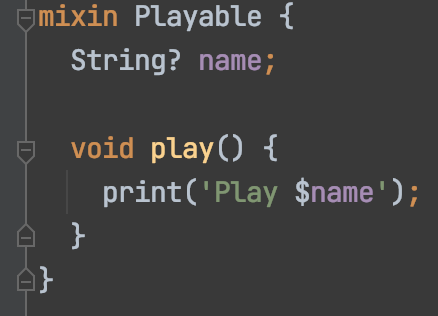 mixin Playable {
  String? name;

  void play() {
    print('Play $name');
  }
}